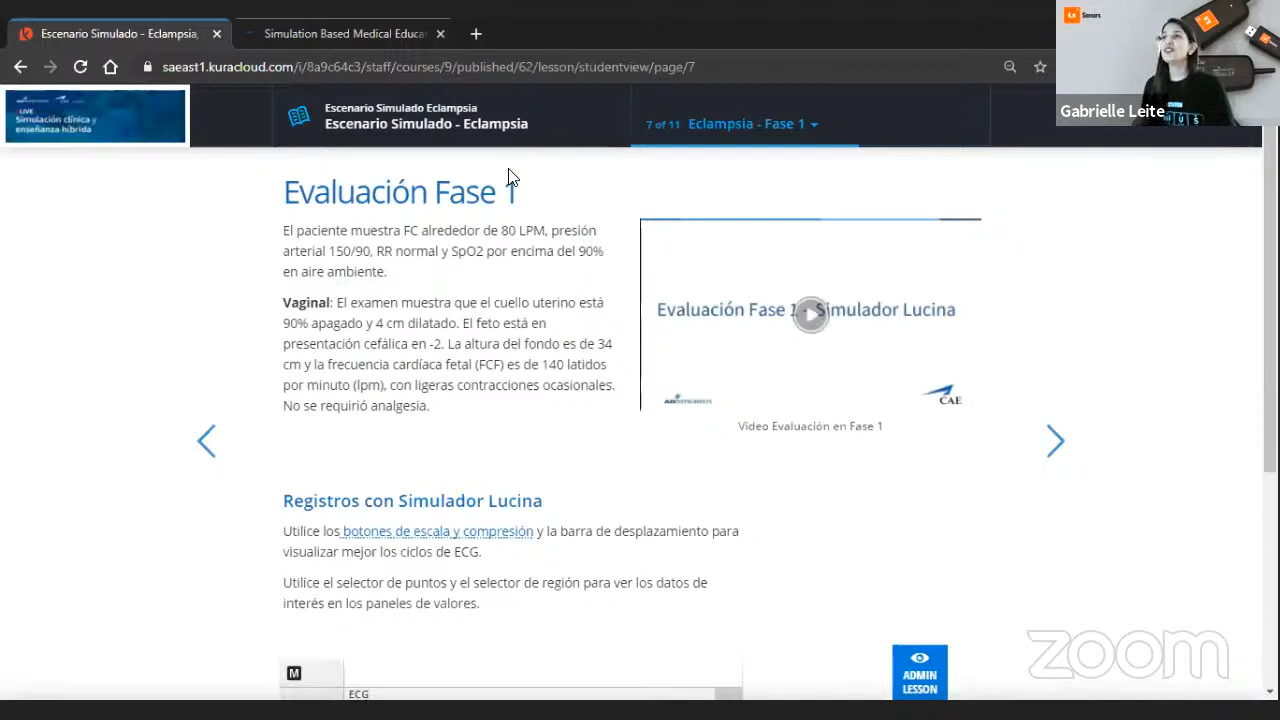 Escenario Simulado - Eclampsia,
Simulation Based Medical Educa
saeast1.kuracloud.com/i/8a9c64c3/staff/courses/9/published/62/lesson/studentview/page/7
Gabrielle Leite
LIVE
Simulación clínica y
enseñanza híbrida
Escenario Simulado Eclampsia
Escenario Simulado - Eclampsia
7 of 11 Eclampsia - Fase 1
Evaluación Fase 1
El paciente muestra FC alrededor de 80 LPM, presión
arterial 150/90, RR normal y SpO2 por encima del 90%
en aire ambiente.
Vaginal: El examen muestra que el cuello uterino está
90% apagado y 4 cm dilatado. El feto está en
presentación cefálica en -2. La altura del fondo es de 34
cm y la frecuencia cardíaca fetal (FCF) es de 140 latidos
por minuto (lpm), con ligeras contracciones ocasionales.
No se requirió analgesia.
Evaluación Fase 1 - Simulador Lucina
CAE
Video Evaluación en Fase 1
Registros con Simulador Lucina
Utilice los botones de escala y compresión y la barra de desplazamiento para
visualizar mejor los ciclos de ECG.
Utilice el selector de puntos y el selector de región para ver los datos de
interés en los paneles de valores.
M
ECG
ADMIN
LESSON
zoom